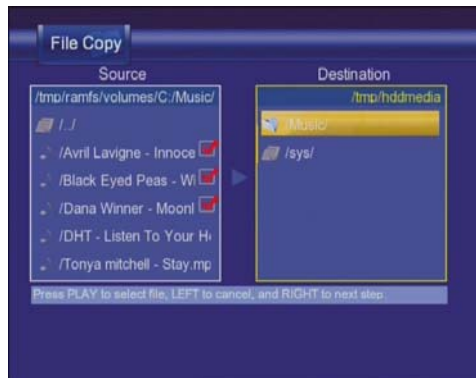 File Copy
Source
/tmp/ramfs/volumes/C:/Music/
/../
/Avril Lavigne - Innoce
/Black Eyed Peas - Wi
/Dana Winner - Moonl
/DHT - Listen To Your He
/Tonya mitchell - Stay.mp
Destination
/tmp/hddmedia
/Music/
/sys/
Press PLAY to select file, LEFT to cancel, and RIGHT to next step